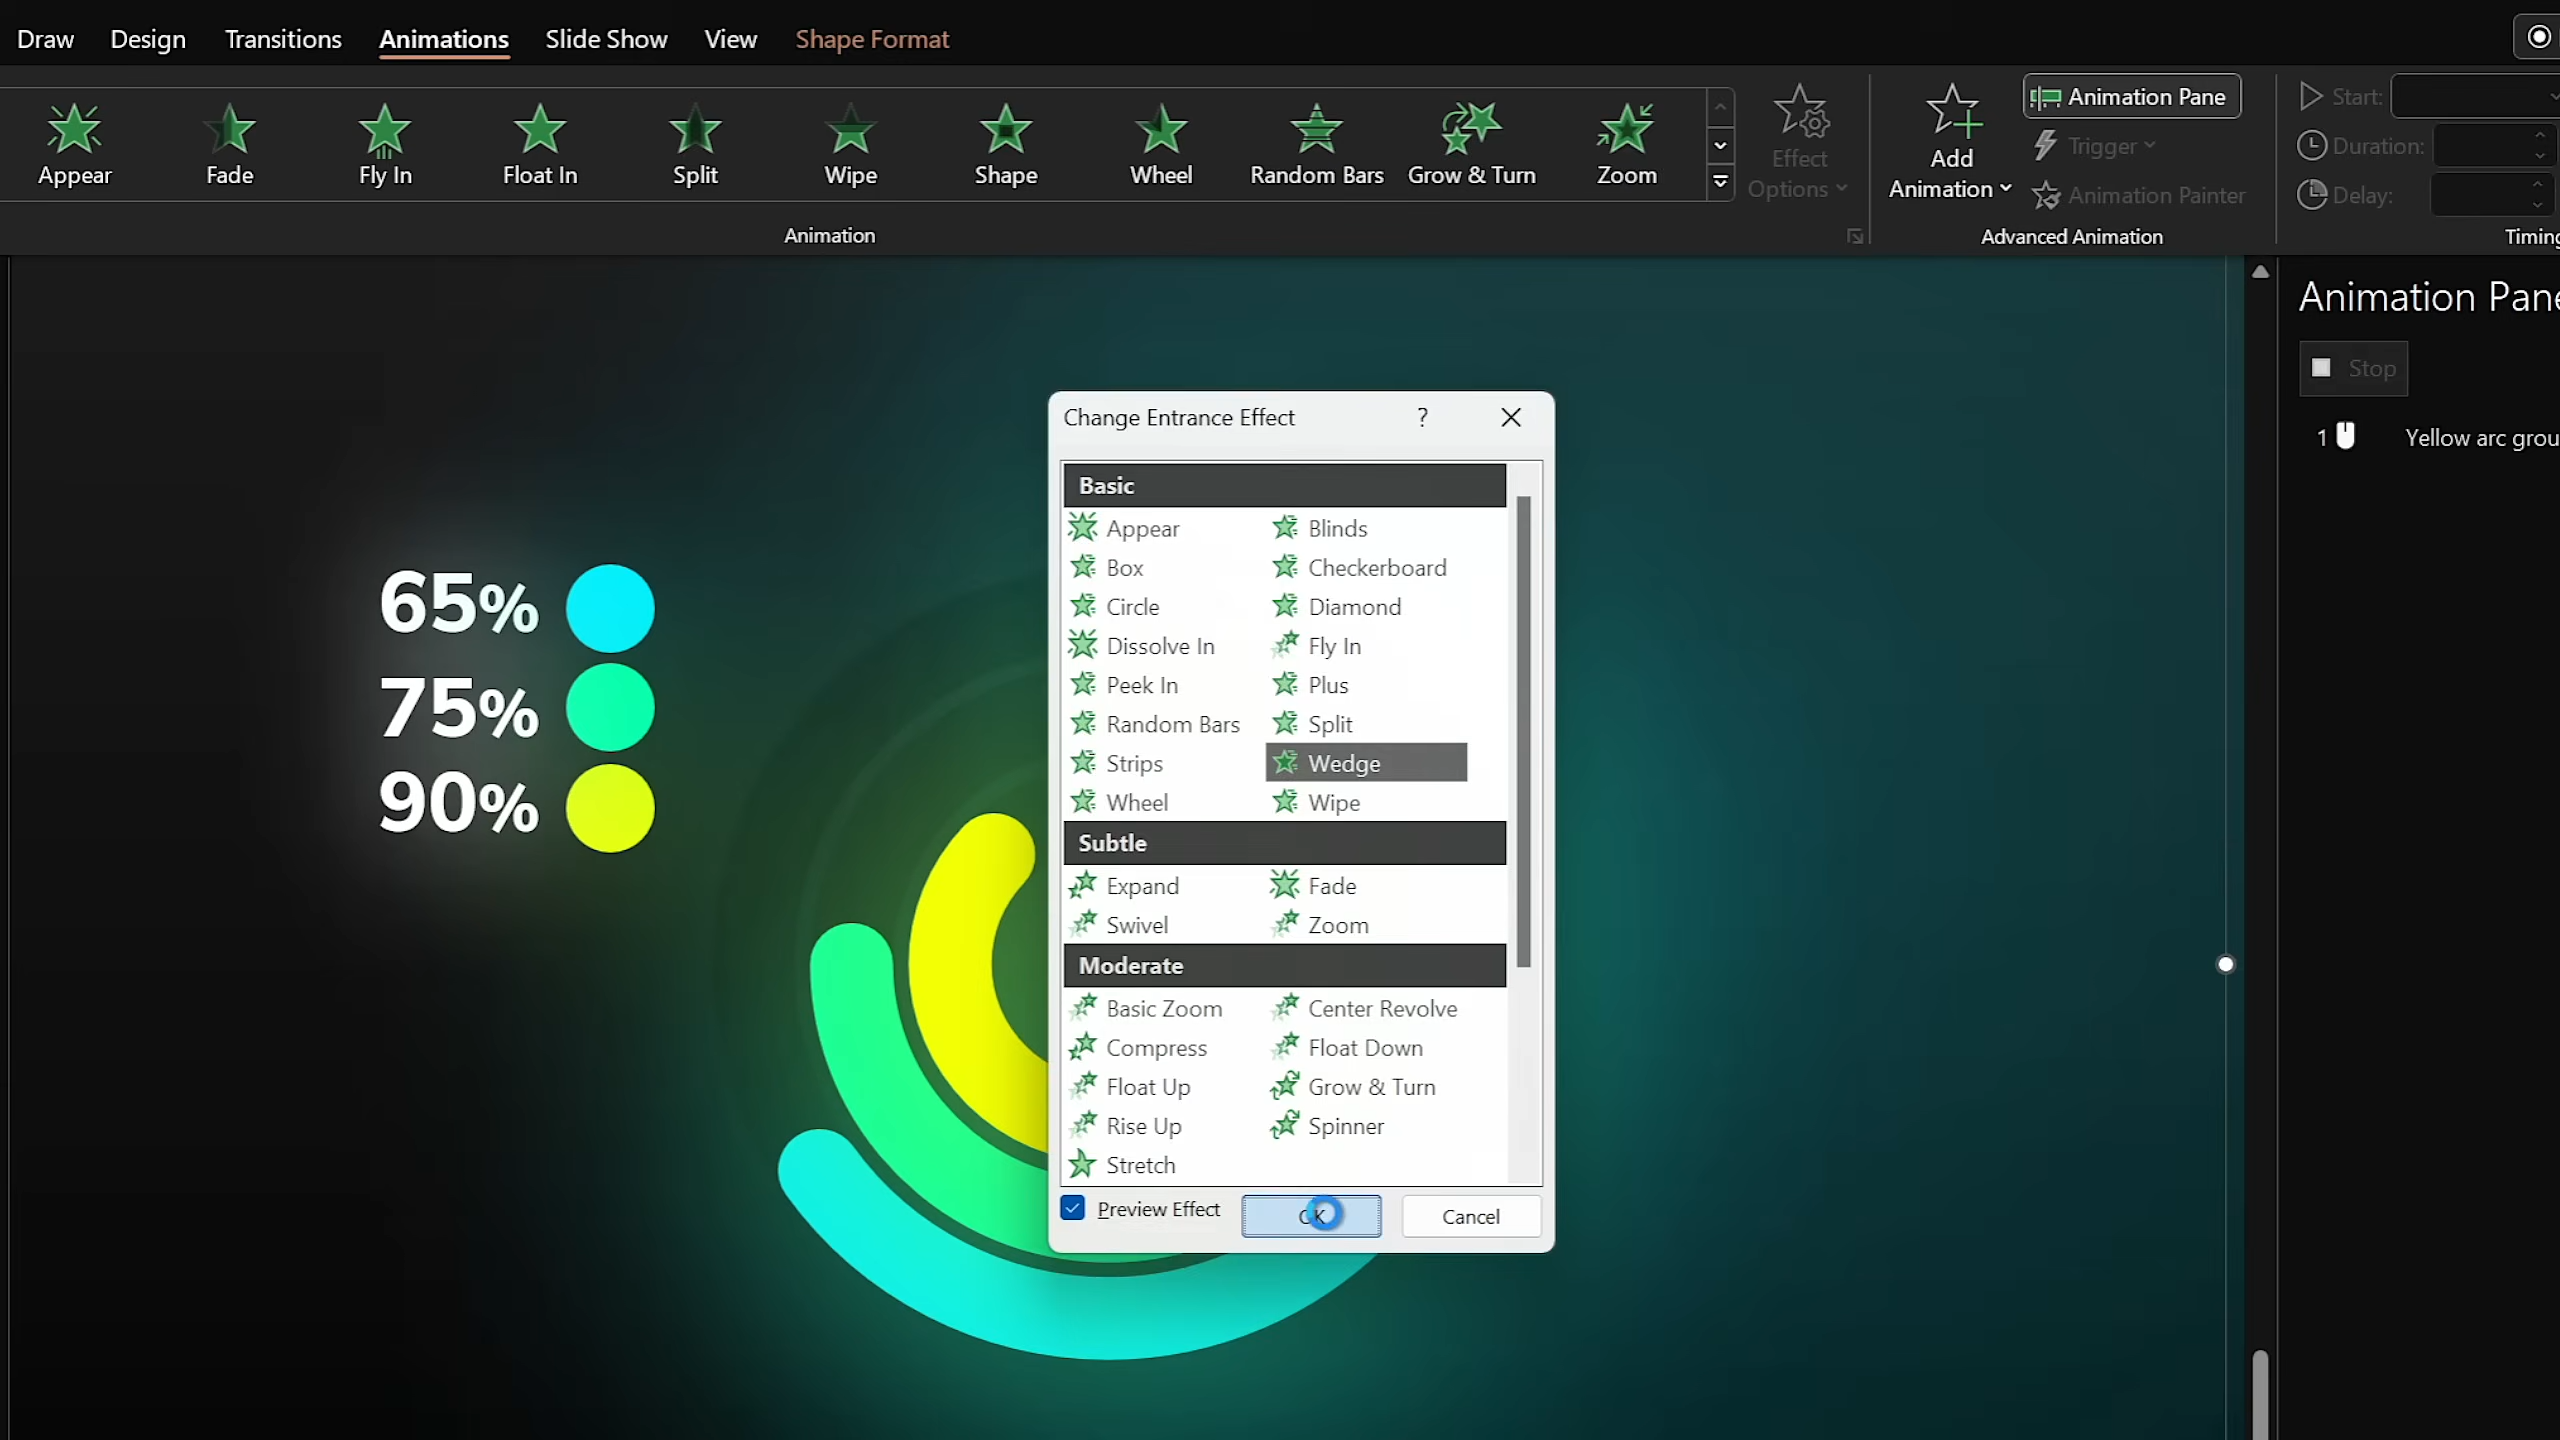 Draw Design Transitions Animations Slide Show View Shape Format
Appear Fade Fly In Float In Split Wipe Shape Wheel Random Bars Grow & Turn Zoom
Effect
Options
Animation
Add
Animation
Animation Pane
Trigger
Animation Painter
Advanced Animation
Start:
Duration:
Delay:
Animation
Stop
1 Yellow arc
65%
75%
90%
Change Entrance Effect ?
Basic
Appear Blinds
Box Checkerboard
Circle Diamond
Dissolve In Fly In
Peek In Plus
Random Bars Split
Strips Wedge
Wheel Wipe
Subtle
Expand Fade
Swivel Zoom
Moderate
Basic Zoom Center Revolve
Compress Float Down
Float Up Grow & Turn
Rise Up Spinner
Stretch
Preview Effect OK Cancel